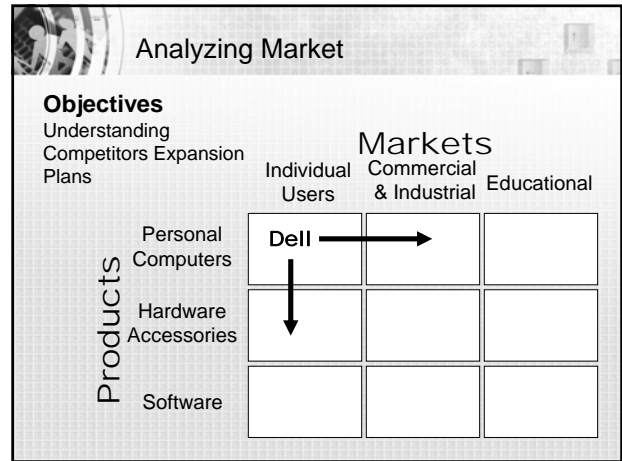 Analyzing Market
Objectives
Understanding
Competitors Expansion
Plans
Markets
Individual
Users
Commercial
& Industrial
Educational
Products
Personal
Computers
Dell
Hardware
Accessories
Software